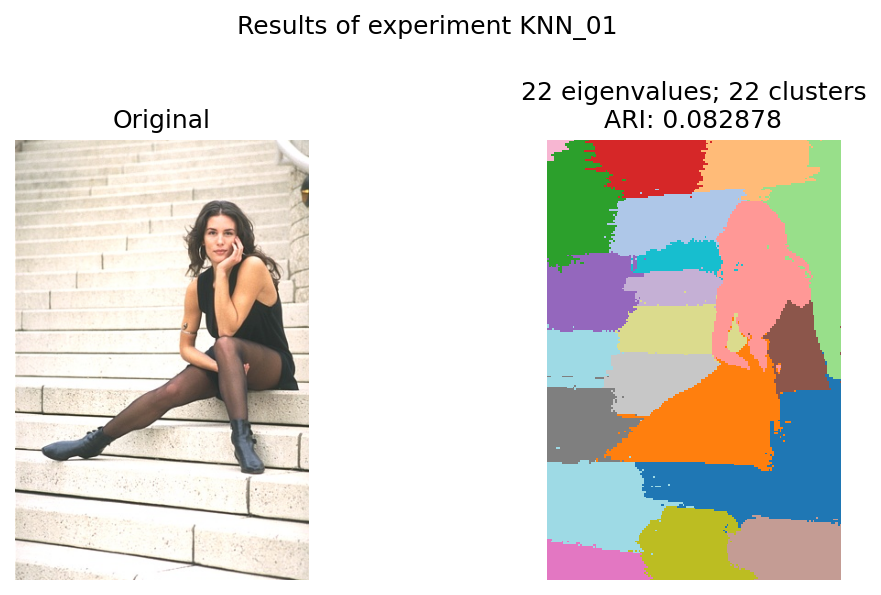 Results of experiment KNN_01
Original
22 eigenvalues; 22 clusters
ARI: 0.082878